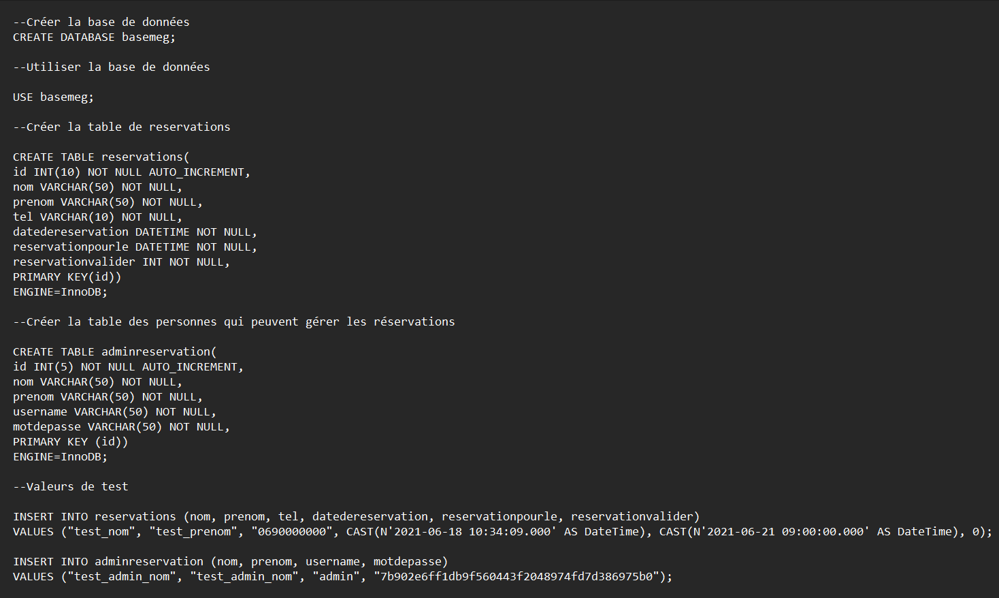 --Créer la base de données
CREATE DATABASE basemeg;
--Utiliser la base de données
USE basemeg;
--Créer la table de reservations
CREATE TABLE reservations(
id INT(10) NOT NULL AUTO_INCREMENT,
nom VARCHAR(50) NOT NULL,
prenom VARCHAR(50) NOT NULL,
tel VARCHAR(10) NOT NULL,
datedereservation DATETIME NOT NULL,
reservationpourle DATETIME NOT NULL,
reservationvalider INT NOT NULL,
PRIMARY KEY(id))
ENGINE=InnoDB;
--Créer la table des personnes qui peuvent gérer les réservations
CREATE TABLE adminreservation(
id INT(5) NOT NULL AUTO_INCREMENT,
nom VARCHAR(50) NOT NULL,
prenom VARCHAR(50) NOT NULL,
username VARCHAR(50) NOT NULL,
motdepasse VARCHAR(50) NOT NULL,
PRIMARY KEY (id))
ENGINE=InnoDB;
--Valeurs de test
INSERT INTO reservations (nom, prenom, tel, datedereservation, reservationpourle, reservationvalider)
VALUES ("test_nom", "test_prenom", "0690000000", CAST(N'2021-06-18 10:34:09.000' AS DateTime), CAST(N'2021-06-21 09:00:00.000' AS DateTime), 0);
INSERT INTO adminreservation (nom, prenom, username, motdepasse)
VALUES ("test_admin_nom", "test_admin_nom", "admin", "7b902e6ff1db9f560443f2048974fd7d386975b0");